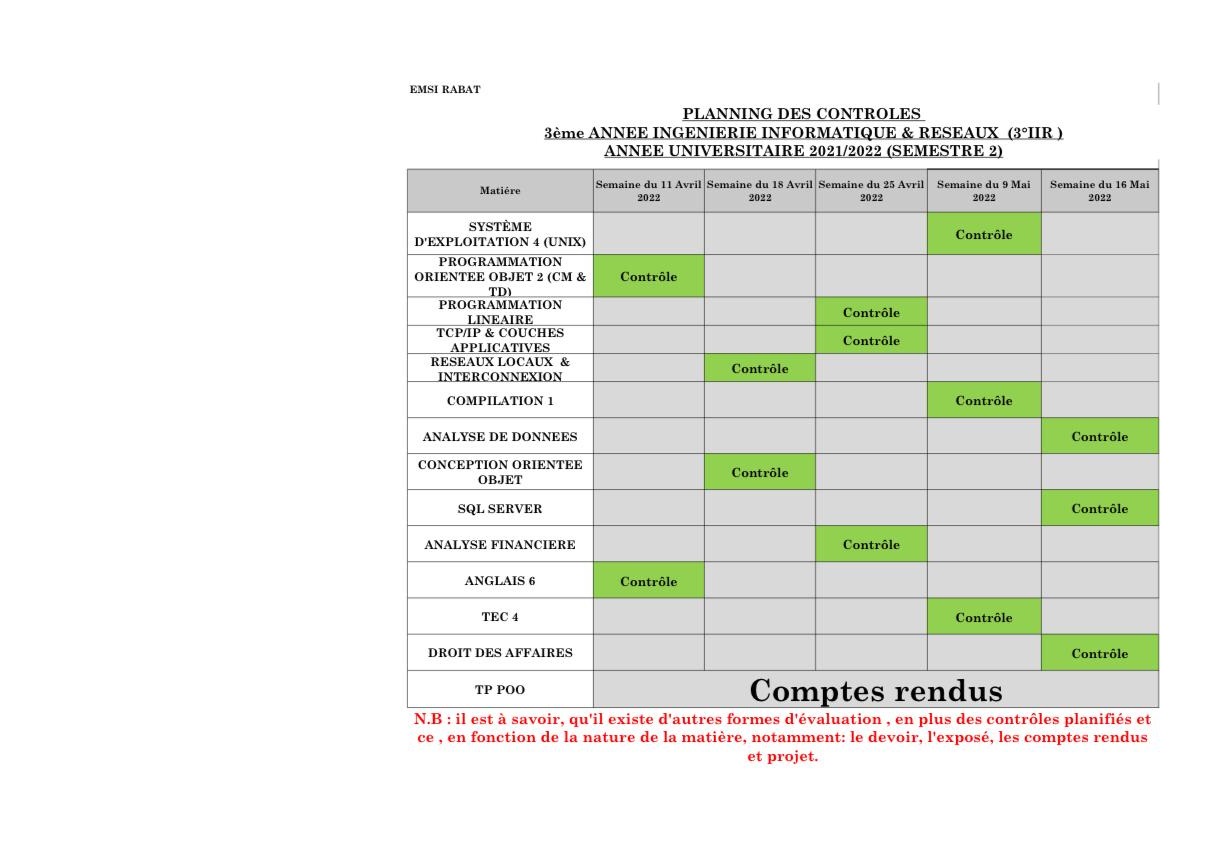 EMSI RABAT
PLANNING DES CONTROLES
3ème ANNEE INGENIERIE INFORMATIQUE & RESEAUX (3°IIR )
ANNEE UNIVERSITAIRE 2021/2022 (SEMESTRE 2)
Matiére Semaine du 11 Avril 2022 Semaine du 18 Avril 2022 Semaine du 25 Avril 2022 Semaine du 9 Mai 2022 Semaine du 16 Mai 2022
SYSTÈME
D'EXPLOITATION 4 (UNIX) Contrôle
PROGRAMMATION
ORIENTEE OBJET 2 (CM & Contrôle
TD)
PROGRAMMATION
LINEAIRE Contrôle
TCP/IP & COUCHES
APPLICATIVES Contrôle
RESEAUX LOCAUX &
INTERCONNEXION Contrôle
COMPILATION 1 Contrôle
ANALYSE DE DONNEES Contrôle
CONCEPTION ORIENTEE
OBJET Contrôle
SQL SERVER Contrôle
ANALYSE FINANCIERE Contrôle
ANGLAIS 6 Contrôle
TEC 4 Contrôle
DROIT DES AFFAIRES Contrôle
TP POO Comptes rendus
N.B : il est à savoir, qu'il existe d'autres formes d'évaluation , en plus des contrôles planifiés et
ce , en fonction de la nature de la matière, notamment: le devoir, l'exposé, les comptes rendus
et projet.